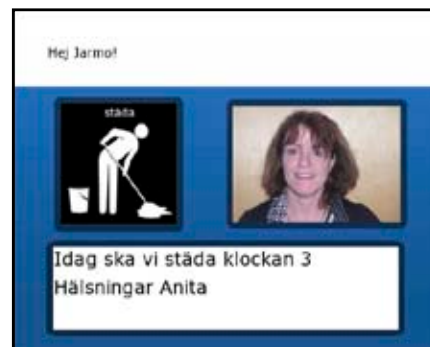 Hej Jarmo!
städa
Idag ska vi städa klockan 3
Hälsningar Anita